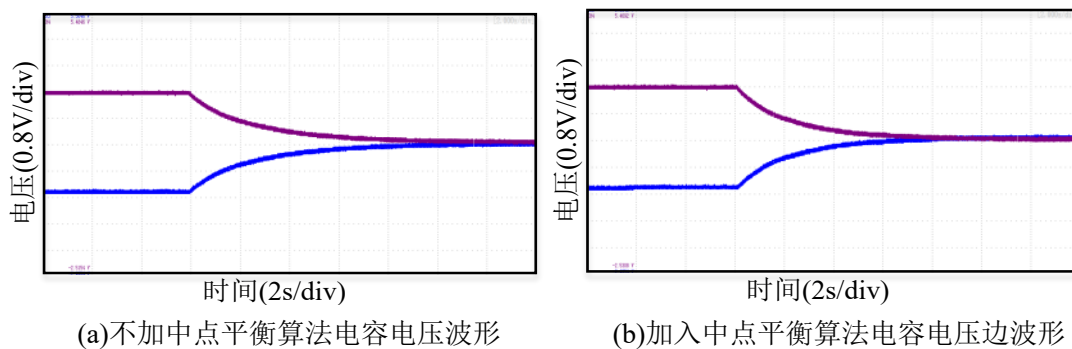 电压(0.8V/div)
时间(2s/div)
(a)不加中点平衡算法电容电压波形
电压(0.8V/div)
时间(2s/div)
(b)加入中点平衡算法电容电压边波形